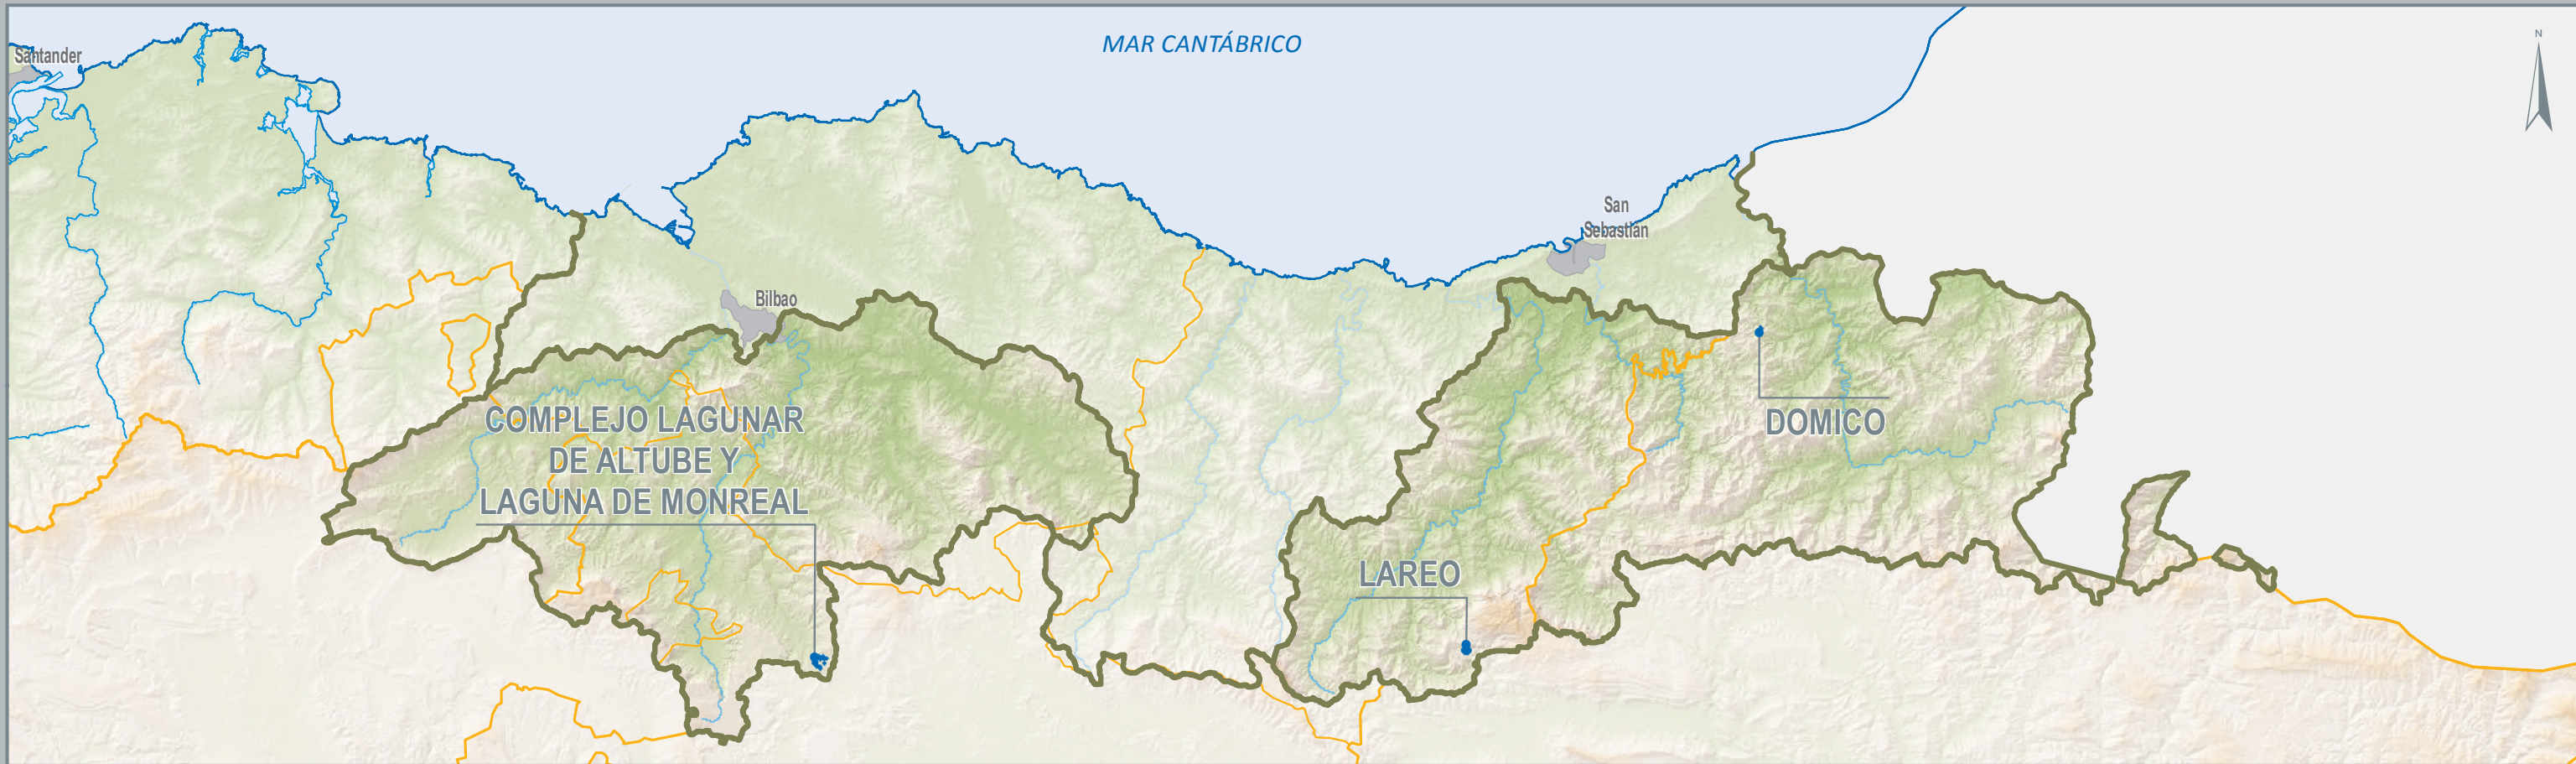 MAR CANTÁBRICO
N
Santander
San
Sebastián
Bilbao
COMPLEJO LAGUNAR
DE ALTUBE Y
LAGUNA DE MONREAL
DOMICO
LAREO